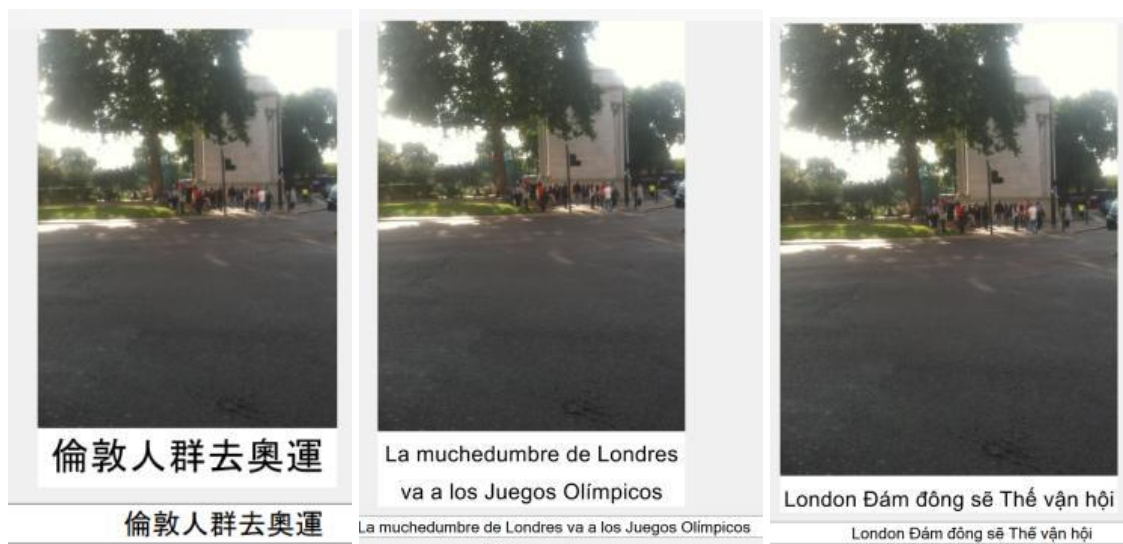 倫敦人群去奧運
倫敦人群去奧運
La muchedumbre de Londres
va a los Juegos Olímpicos
La muchedumbre de Londres va a los Juegos Olímpicos
London Đám đông sẽ Thế vận hội
London Đám đông sẽ Thế vận hội